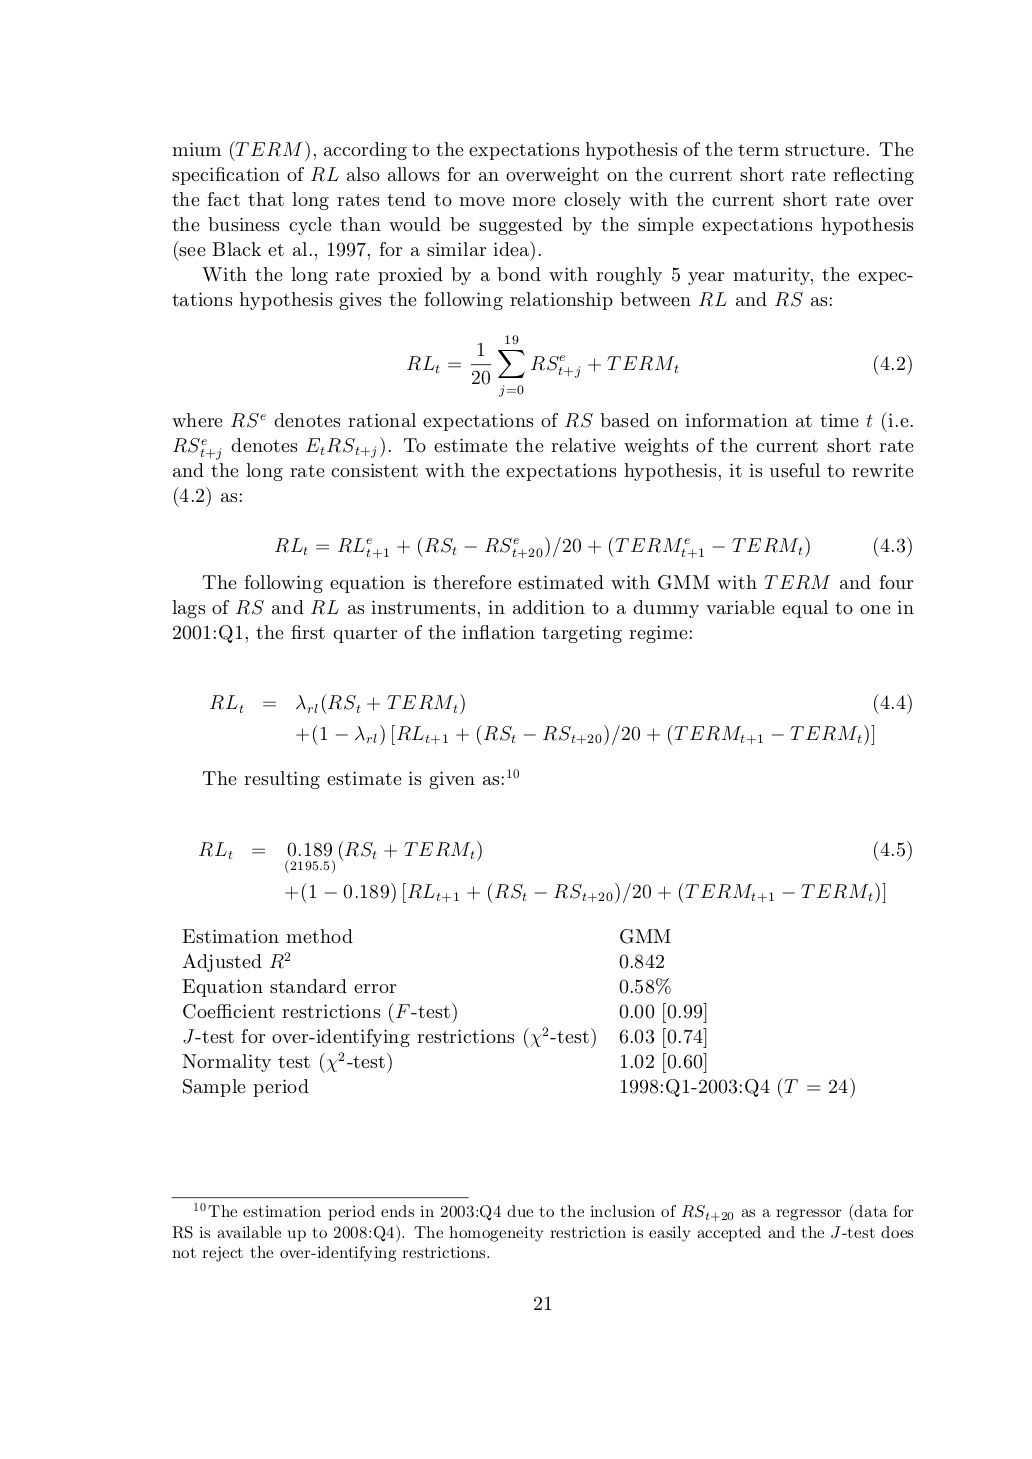 mium (TERM), according to the expectations hypothesis of the term structure. The
specification of RL also allows for an overweight on the current short rate reflecting
the fact that long rates tend to move more closely with the current short rate over
the business cycle than would be suggested by the simple expectations hypothesis
(see Black et al., 1997, for a similar idea).
With the long rate proxied by a bond with roughly 5 year maturity, the expec-
tations hypothesis gives the following relationship between RL and RS as:
RL_t = \frac{1}{20} \sum_{j=0}^{19} RS^e_{t+j} + TERM_t (4.2)
where RS^e denotes rational expectations of RS based on information at time t (i.e.
RS^e_{t+j} denotes E_tRS_{t+j}). To estimate the relative weights of the current short rate
and the long rate consistent with the expectations hypothesis, it is useful to rewrite
(4.2) as:
RL_t = RL^e_{t+1} + (RS_t − RS^e_{t+20})/20 + (TERM^e_{t+1} − TERM_t) (4.3)
The following equation is therefore estimated with GMM with TERM and four
lags of RS and RL as instruments, in addition to a dummy variable equal to one in
2001:Q1, the first quarter of the inflation targeting regime:
RL_t = λ_{rl}(RS_t + TERM_t) (4.4)
+(1 − λ_{rl}) [RL_{t+1} + (RS_t − RS_{t+20})/20 + (TERM_{t+1} − TERM_t)]
The resulting estimate is given as:^{10}
RL_t = 0.189 (RS_t + TERM_t) (4.5)
(2195.5)
+(1 − 0.189) [RL_{t+1} + (RS_t − RS_{t+20})/20 + (TERM_{t+1} − TERM_t)]
Estimation method GMM
Adjusted R^2 0.842
Equation standard error 0.58%
Coefficient restrictions (F-test) 0.00 [0.99]
J-test for over-identifying restrictions (χ^2-test) 6.03 [0.74]
Normality test (χ^2-test) 1.02 [0.60]
Sample period 1998:Q1-2003:Q4 (T = 24)
^{10}The estimation period ends in 2003:Q4 due to the inclusion of RS_{t+20} as a regressor (data for
RS is available up to 2008:Q4). The homogeneity restriction is easily accepted and the J-test does
not reject the over-identifying restrictions.
21